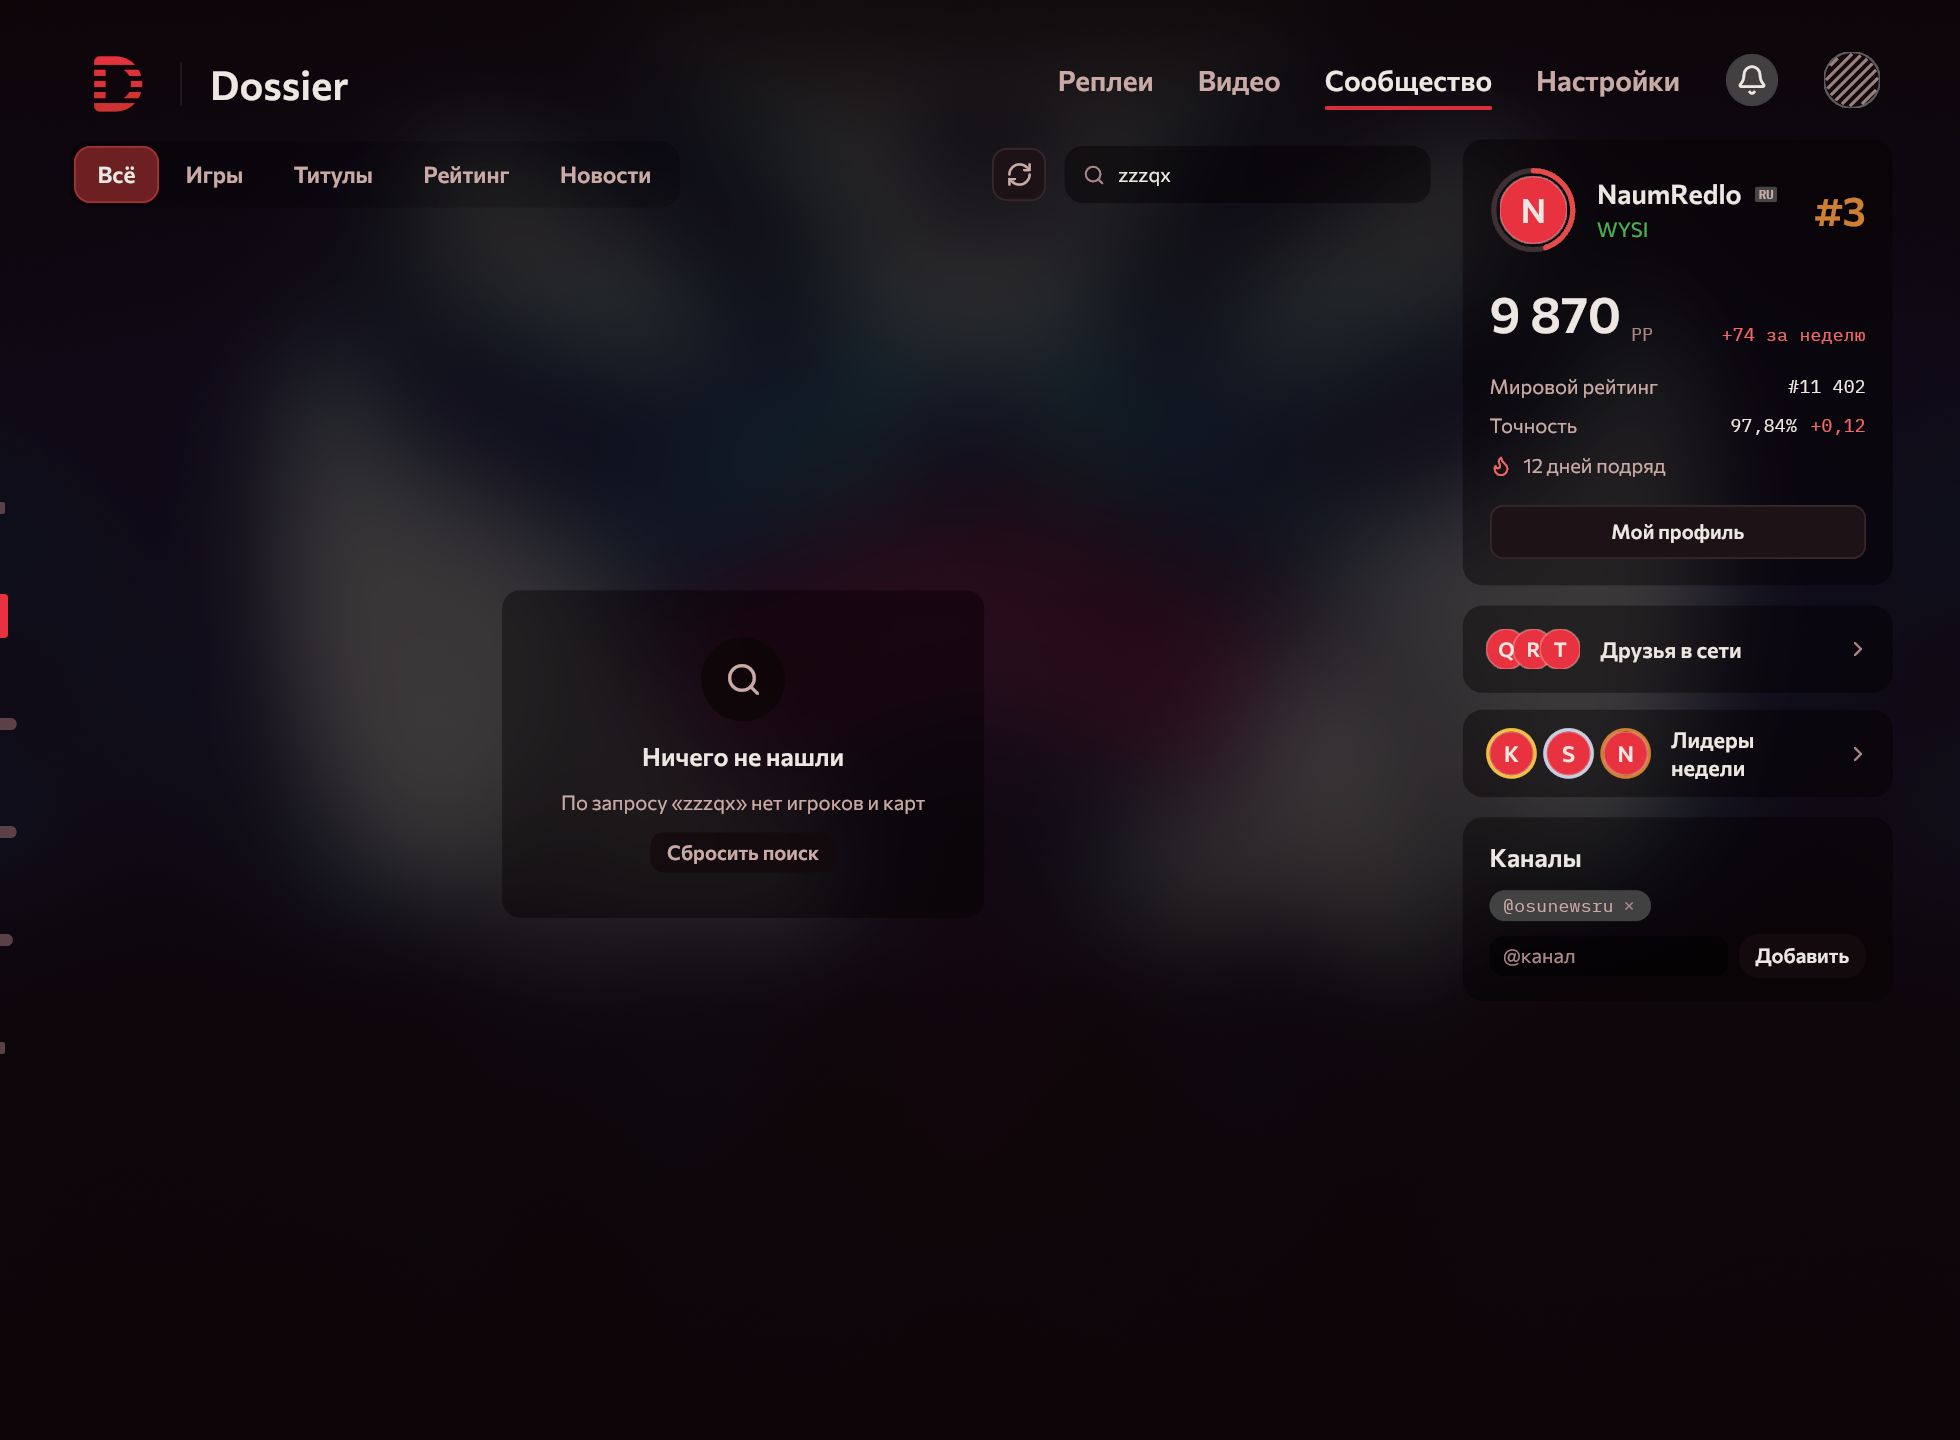 Dossier
Реплеи Видео Сообщество Настройки
Всё Игры Титулы Рейтинг Новости
zzzqx
N
NaumRedlo RU
WYSI
#3
9 870 PP +74 за неделю
Мировой рейтинг #11 402
Точность 97,84% +0,12
12 дней подряд
Мой профиль
Q R T Друзья в сети
K S N Лидеры
недели
Ничего не нашли
По запросу «zzzqx» нет игроков и карт
Сбросить поиск
Каналы
@osunewsru ×
@канал Добавить